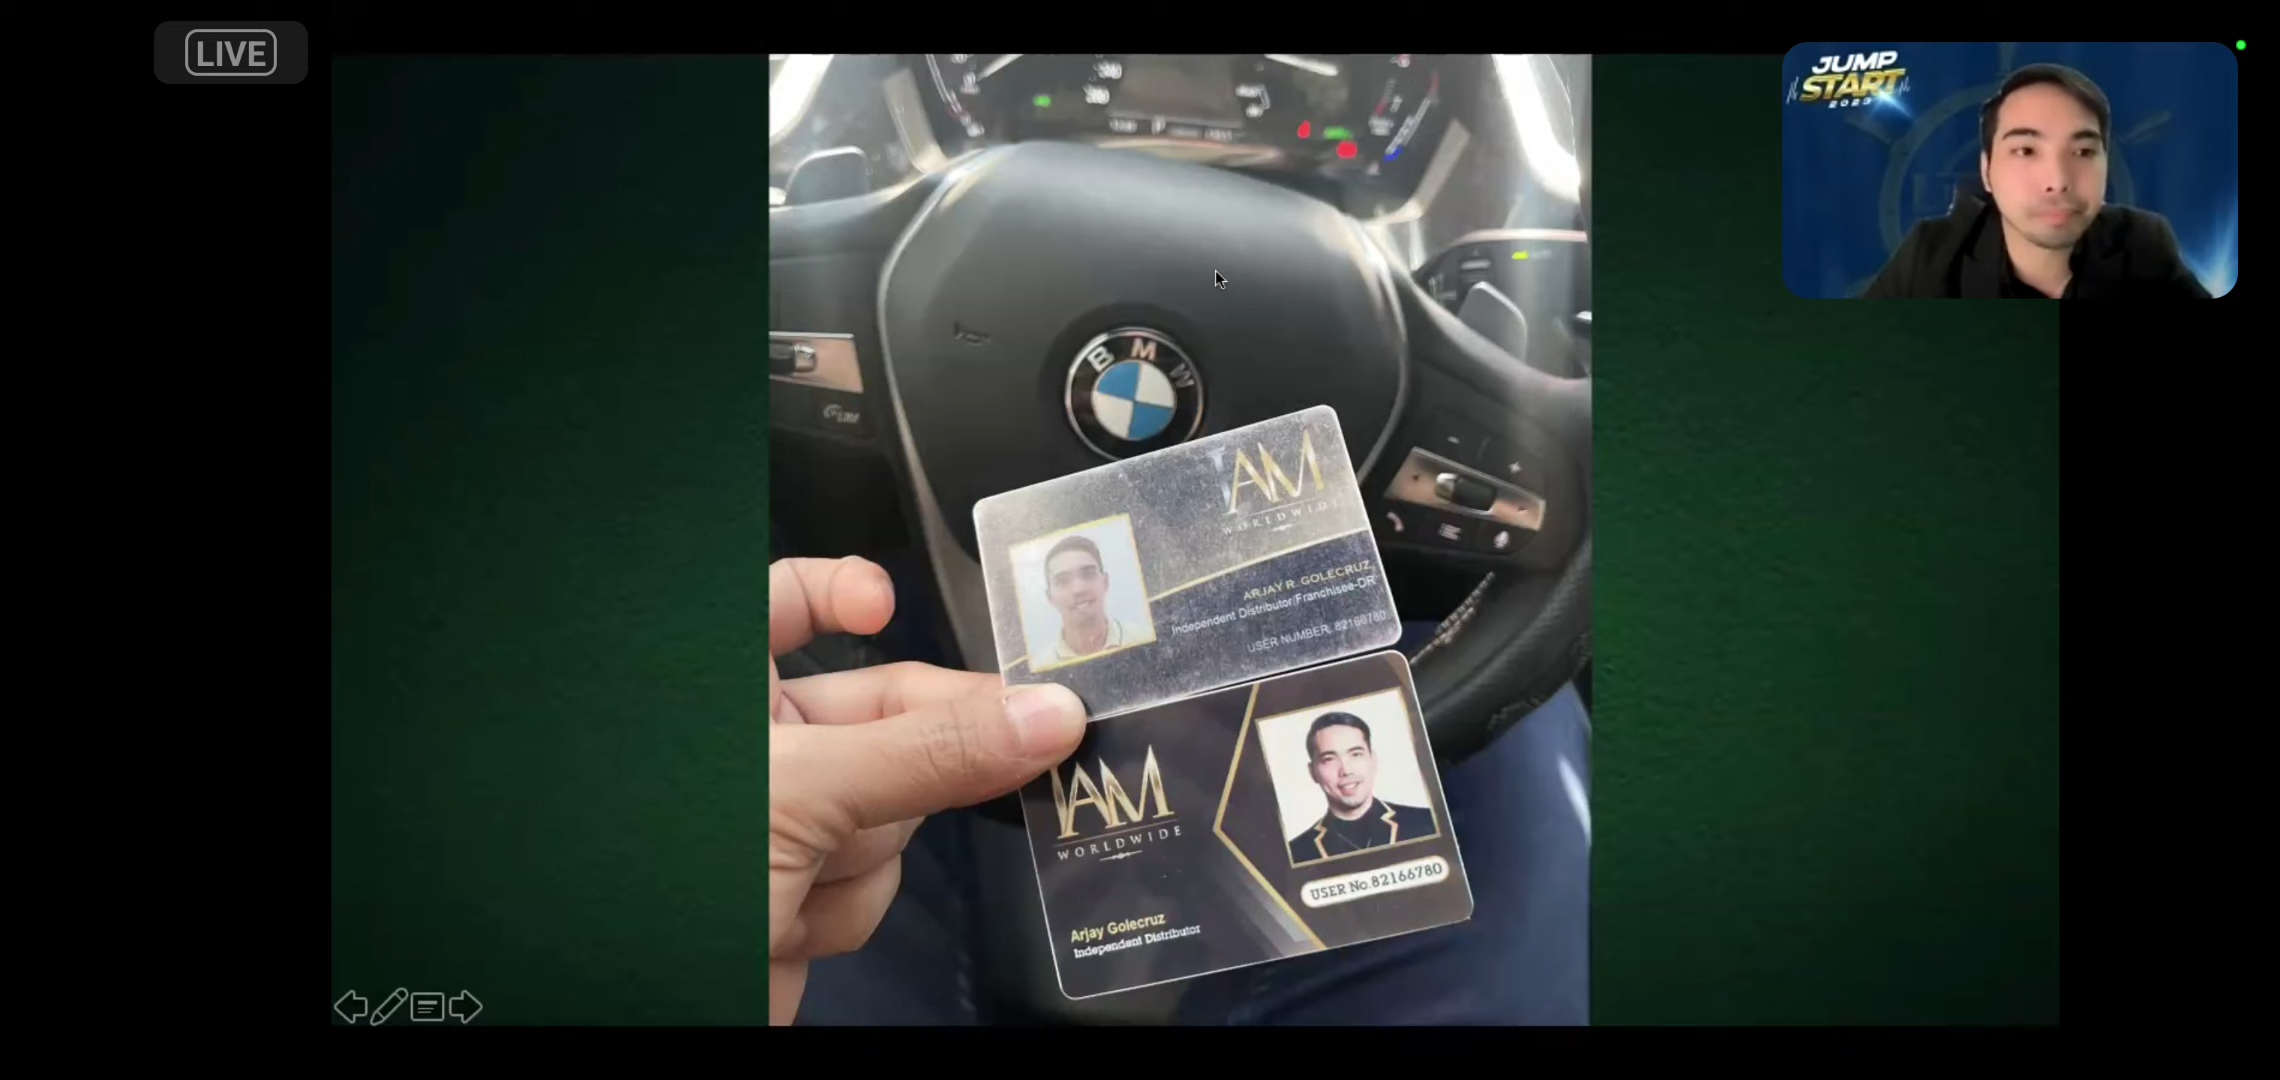 LIVE
JUMP
START
2023
B M W
IAM
WORLDWIDE
ARJAY R. GOLECRUZ
Independent Distributor/Franchisee-DR
USER NUMBER: 82166780
IAM
WORLDWIDE
USER No.82166780
Arjay Golecruz
Independent Distributor